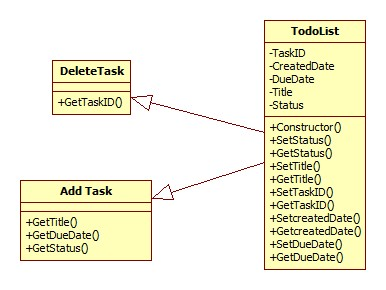 DeleteTask
+GetTaskID()
Add Task
+GetTitle()
+GetDueDate()
+GetStatus()
TodoList
-TaskID
-CreatedDate
-DueDate
-Title
-Status
+Constructor()
+SetStatus()
+GetStatus()
+SetTitle()
+GetTitle()
+SetTaskID()
+GetTaskID()
+SetcreatedDate()
+GetcreatedDate()
+SetDueDate()
+GetDueDate()